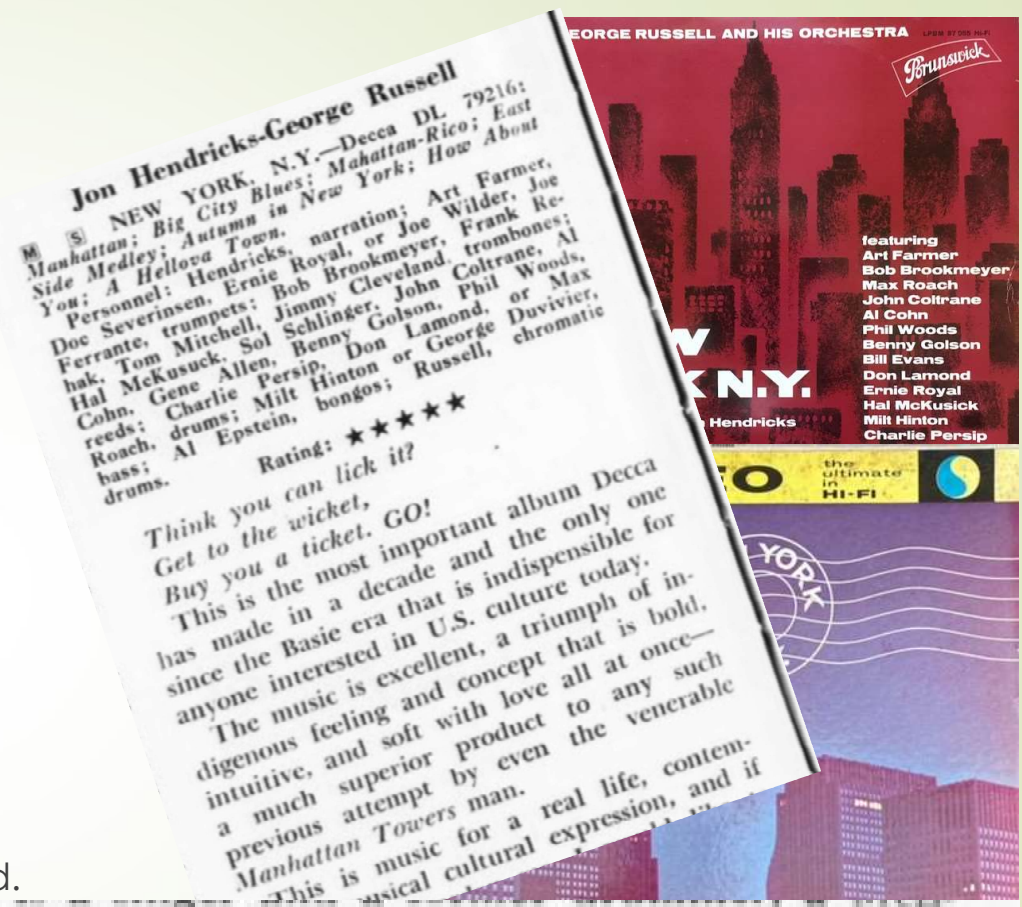 Jon Hendricks-George Russell
M S NEW YORK, N.Y.—Decca DL 79216:
Manhattan; Big City Blues; Mahattan-Rico; East
Side Medley; Autumn in New York; How About
You; A Hellova Town.
Personnel: Hendricks, narration; Art Farmer,
Doc Severinsen, Ernie Royal, or Joe Wilder, Joe
Ferrante, trumpets; Bob Brookmeyer, Frank Re-
hak, Tom Mitchell, Jimmy Cleveland, trombones;
Hal McKusuck, Sol Schlinger, John Coltrane, Al
Cohn, Gene Allen, Benny Golson, Phil Woods,
reeds; Charlie Persip, Don Lamond, or Max
Roach, drums; Milt Hinton or George Duvivier,
bass; Al Epstein, bongos; Russell, chromatic
drums.
Rating: ★★★★★
Think you can lick it?
Get to the wicket,
Buy you a ticket. GO!
This is the most important album Decca
has made in a decade and the only one
since the Basie era that is indispensible for
anyone interested in U.S. culture today.
The music is excellent, a triumph of in-
digenous feeling and concept that is bold,
intuitive, and soft with love all at once—
a much superior product to any such
previous attempt by even the venerable
Manhattan Towers man.
This is music for a real life, contem-
usical cultural expression, and if
EORGE RUSSELL AND HIS ORCHESTRA
LPBM 87 Hi-Fi
Brunswick
featuring
Art Farmer
Bob Brookmeyer
Max Roach
John Coltrane
Al Cohn
Phil Woods
Benny Golson
Bill Evans
Don Lamond
Ernie Royal
Hal McKusick
Milt Hinton
Charlie Persip
W
K N.Y.
Hendricks
EO
the
ultimate
in
HI-FI
YORK
d.